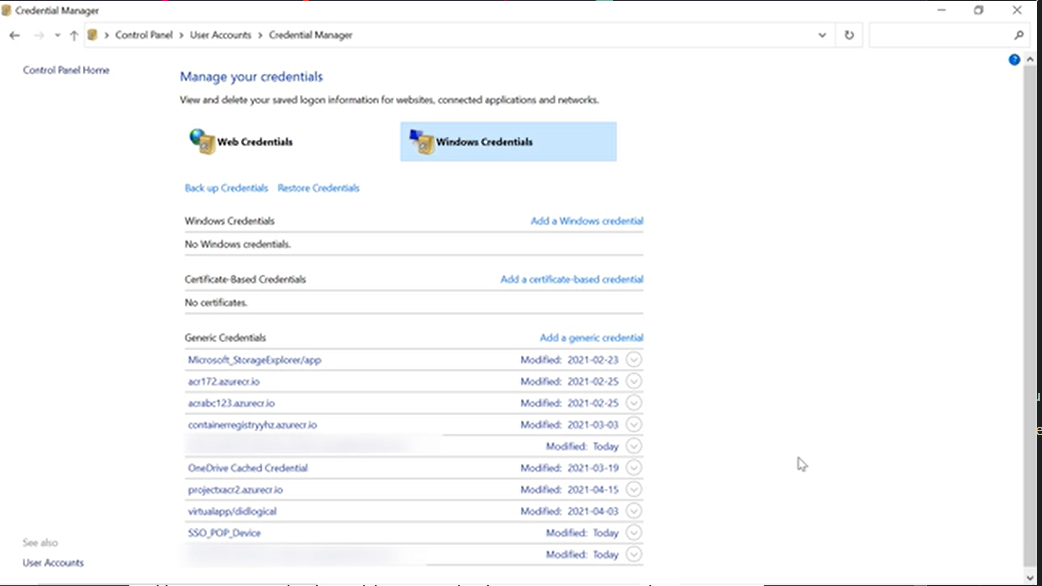 Credential Manager
Control Panel > User Accounts > Credential Manager
Control Panel Home
Manage your credentials
View and delete your saved logon information for websites, connected applications and networks.
Web Credentials
Windows Credentials
Back up Credentials Restore Credentials
Windows Credentials Add a Windows credential
No Windows credentials.
Certificate-Based Credentials Add a certificate-based credential
No certificates.
Generic Credentials Add a generic credential
Microsoft_StorageExplorer/app Modified: 2021-02-23
acr172.azurecr.io Modified: 2021-02-25
acrabc123.azurecr.io Modified: 2021-02-25
containerregistryyhz.azurecr.io Modified: 2021-03-03
Modified: Today
OneDrive Cached Credential Modified: 2021-03-19
projectxacr2.azurecr.io Modified: 2021-04-15
virtualapp/didlogical Modified: 2021-04-03
SSO_POP_Device Modified: Today
Modified: Today
See also
User Accounts